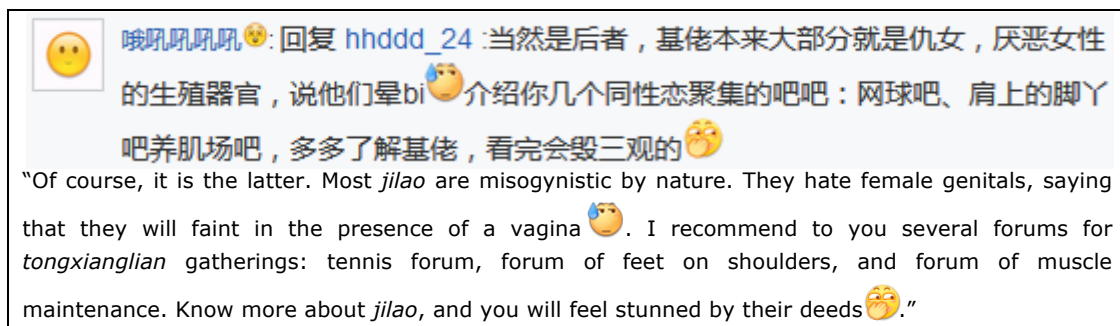 哦吼吼吼吼😗: 回复 hhddd_24 :当然是后者，基佬本来大部分就是仇女，厌恶女性
的生殖器官，说他们晕bi😓介绍你几个同性恋聚集的吧吧：网球吧、肩上的脚丫
吧养肌场吧，多多了解基佬，看完会毁三观的🤭
“Of course, it is the latter. Most jilao are misogynistic by nature. They hate female genitals, saying
that they will faint in the presence of a vagina😓. I recommend to you several forums for
tongxianglian gatherings: tennis forum, forum of feet on shoulders, and forum of muscle
maintenance. Know more about jilao, and you will feel stunned by their deeds🤭.”